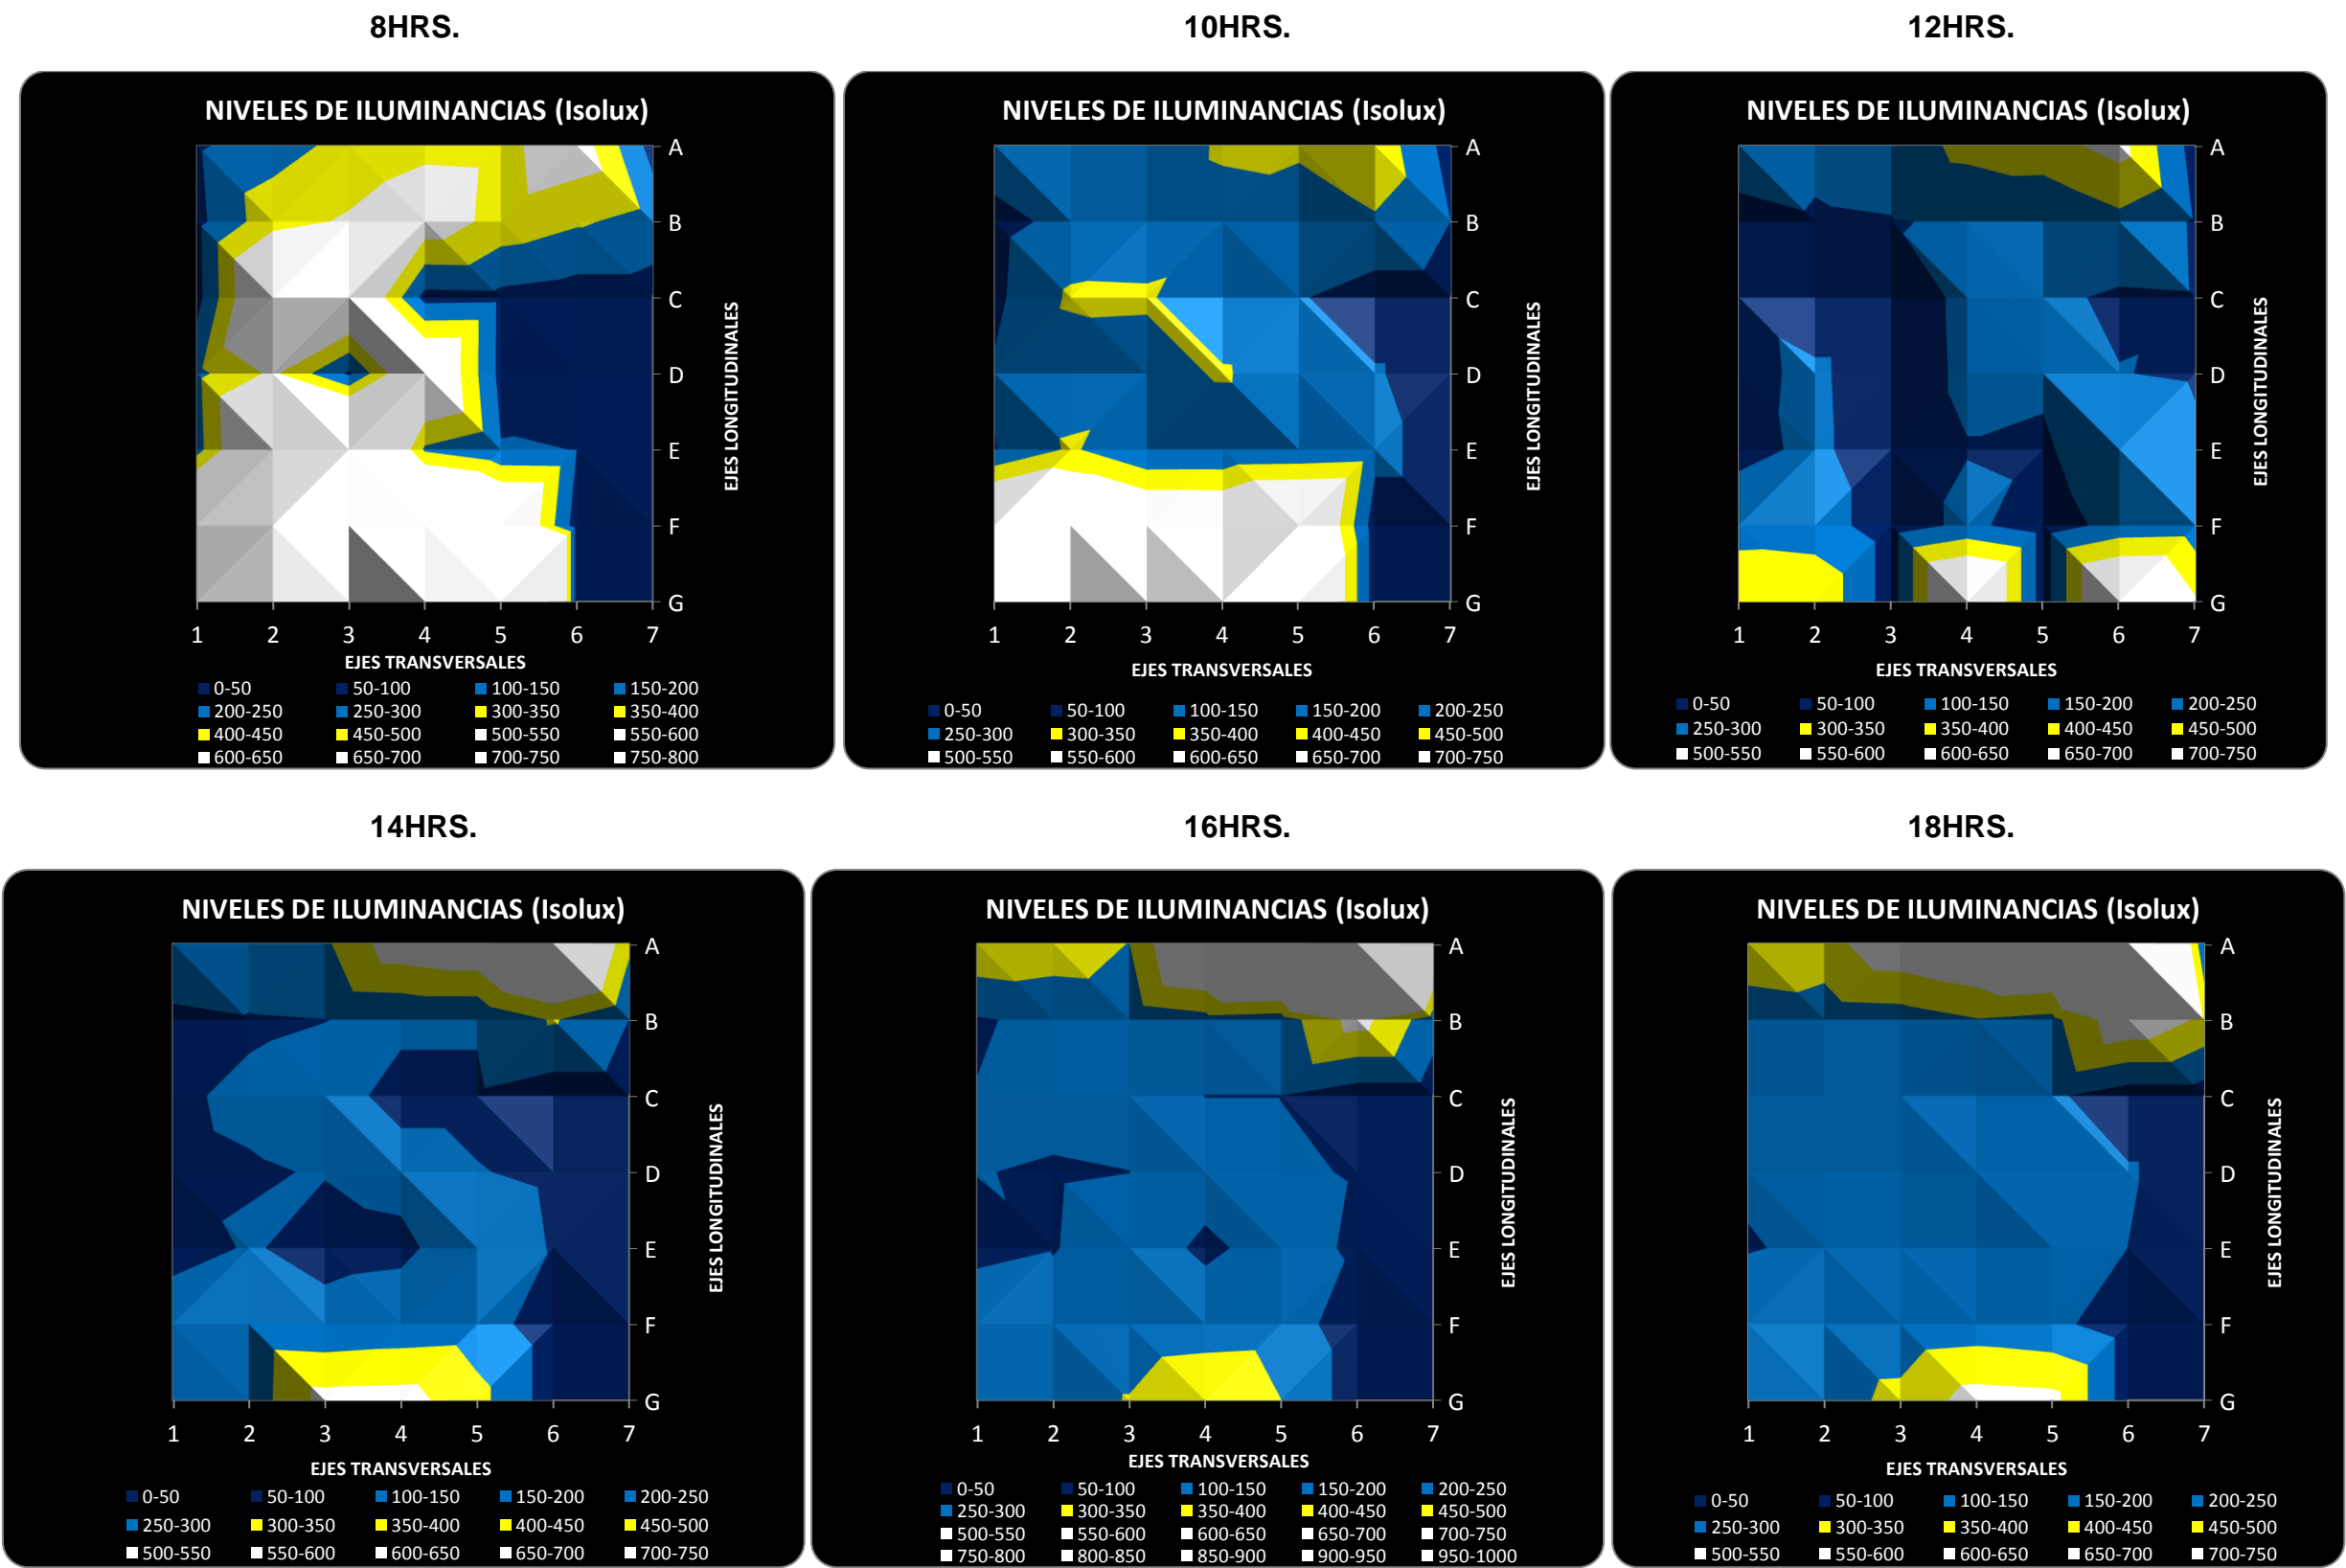 8HRS.
10HRS.
12HRS.
NIVELES DE ILUMINANCIAS (Isolux)
A
B
C
D
E
F
G
EJES LONGITUDINALES
1 2 3 4 5 6 7
EJES TRANSVERSALES
0-50 50-100 100-150 150-200
200-250 250-300 300-350 350-400
400-450 450-500 500-550 550-600
600-650 650-700 700-750 750-800
NIVELES DE ILUMINANCIAS (Isolux)
A
B
C
D
E
F
G
EJES LONGITUDINALES
1 2 3 4 5 6 7
EJES TRANSVERSALES
0-50 50-100 100-150 150-200 200-250
250-300 300-350 350-400 400-450 450-500
500-550 550-600 600-650 650-700 700-750
NIVELES DE ILUMINANCIAS (Isolux)
A
B
C
D
E
F
G
EJES LONGITUDINALES
1 2 3 4 5 6 7
EJES TRANSVERSALES
0-50 50-100 100-150 150-200 200-250
250-300 300-350 350-400 400-450 450-500
500-550 550-600 600-650 650-700 700-750
14HRS.
16HRS.
18HRS.
NIVELES DE ILUMINANCIAS (Isolux)
A
B
C
D
E
F
G
EJES LONGITUDINALES
1 2 3 4 5 6 7
EJES TRANSVERSALES
0-50 50-100 100-150 150-200 200-250
250-300 300-350 350-400 400-450 450-500
500-550 550-600 600-650 650-700 700-750
NIVELES DE ILUMINANCIAS (Isolux)
A
B
C
D
E
F
G
EJES LONGITUDINALES
1 2 3 4 5 6 7
EJES TRANSVERSALES
0-50 50-100 100-150 150-200 200-250
250-300 300-350 350-400 400-450 450-500
500-550 550-600 600-650 650-700 700-750
750-800 800-850 850-900 900-950 950-1000
NIVELES DE ILUMINANCIAS (Isolux)
A
B
C
D
E
F
G
EJES LONGITUDINALES
1 2 3 4 5 6 7
EJES TRANSVERSALES
0-50 50-100 100-150 150-200 200-250
250-300 300-350 350-400 400-450 450-500
500-550 550-600 600-650 650-700 700-750